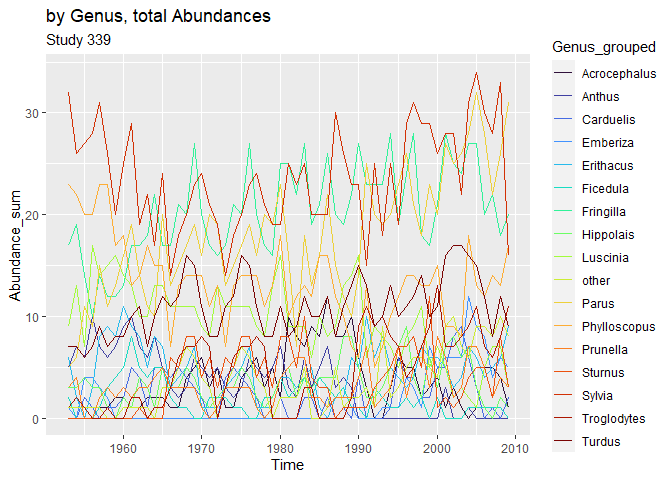 by Genus, total Abundances
Study 339
Abundance_sum
30
20
10
0
1960
1970
1980
1990
2000
2010
Time
Genus_grouped
Acrocephalus
Anthus
Carduelis
Emberiza
Erithacus
Ficedula
Fringilla
Hippolais
Luscinia
other
Parus
Phylloscopus
Prunella
Sturnus
Sylvia
Troglodytes
Turdus